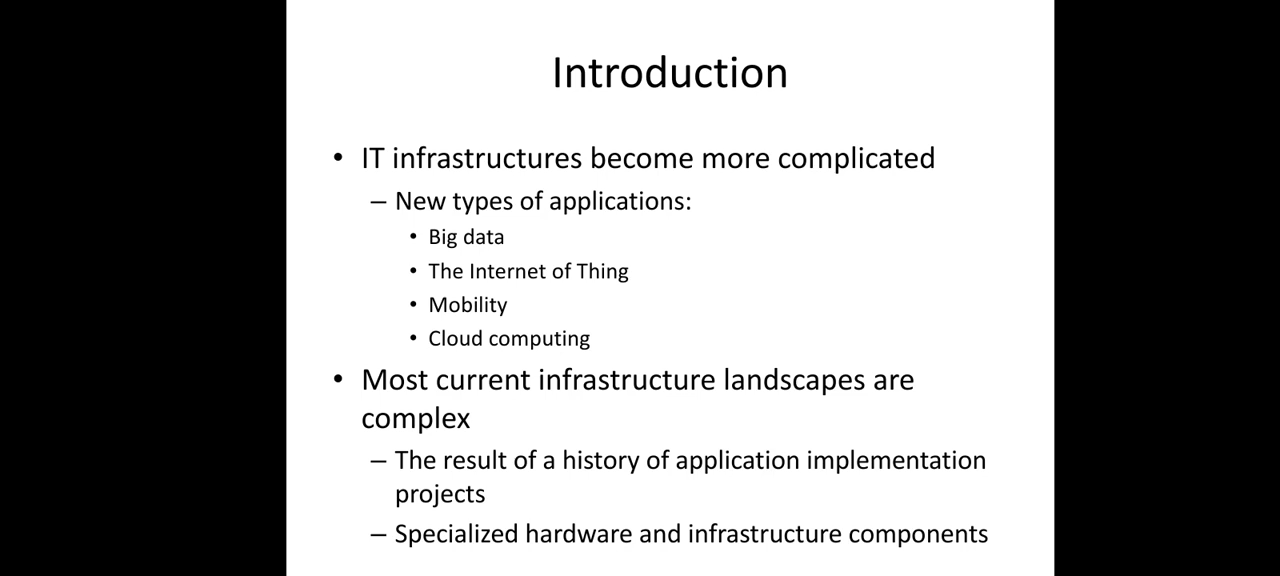 Introduction
• IT infrastructures become more complicated
– New types of applications:
• Big data
• The Internet of Thing
• Mobility
• Cloud computing
• Most current infrastructure landscapes are
complex
– The result of a history of application implementation
projects
– Specialized hardware and infrastructure components